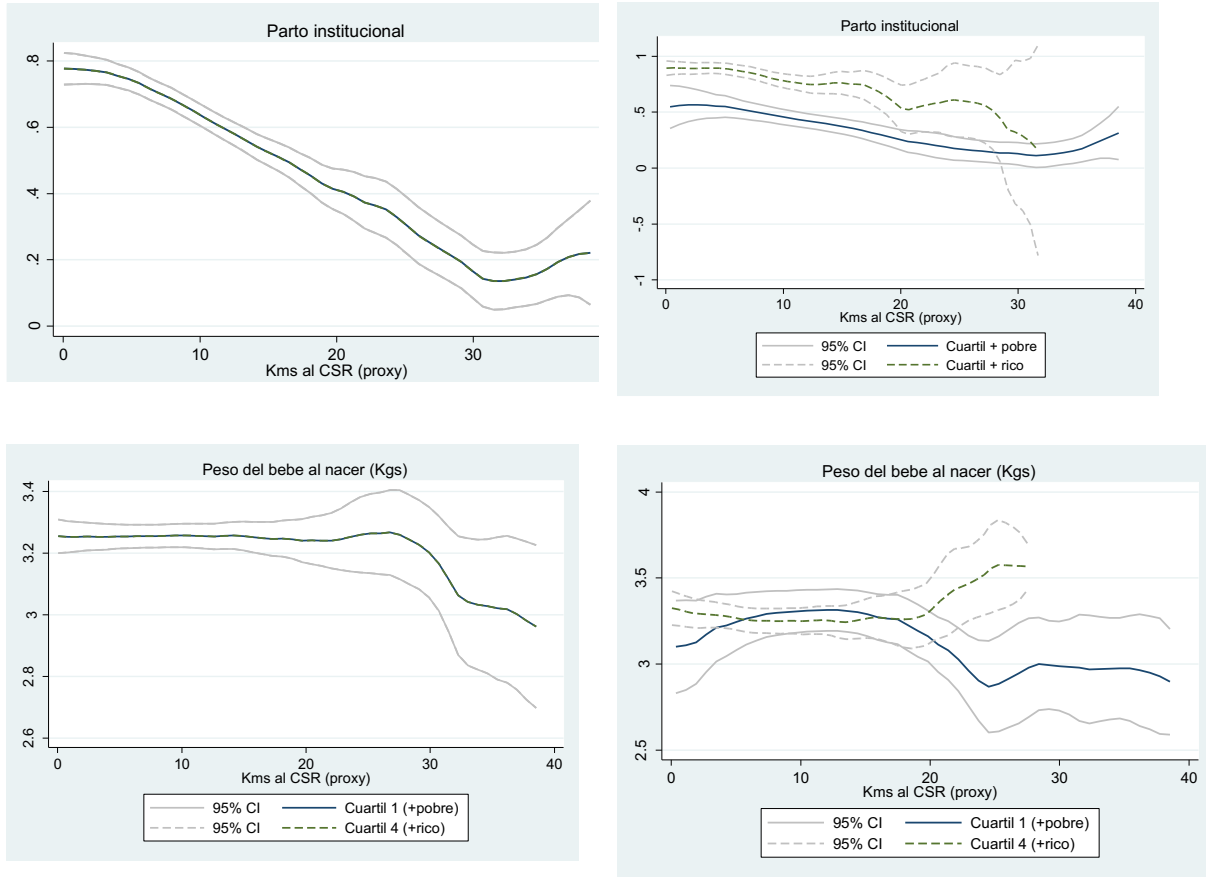 Parto institucional
.8
.6
.4
.2
0
0 10 20 30
Kms al CSR (proxy)
Parto institucional
1
.5
0
-.5
-1
0 10 20 30 40
Kms al CSR (proxy)
95% CI Cuartil + pobre
95% CI Cuartil + rico
Peso del bebe al nacer (Kgs)
3.4
3.2
3
2.8
2.6
0 10 20 30 40
Kms al CSR (proxy)
95% CI Cuartil 1 (+pobre)
95% CI Cuartil 4 (+rico)
Peso del bebe al nacer (Kgs)
4
3.5
3
2.5
0 10 20 30 40
Kms al CSR (proxy)
95% CI Cuartil 1 (+pobre)
95% CI Cuartil 4 (+rico)